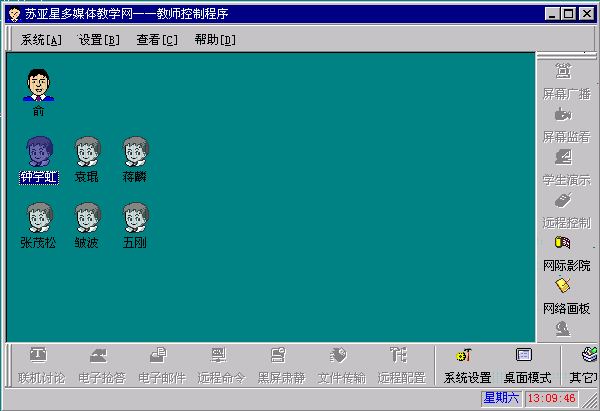 苏亚星多媒体教学网——教师控制程序
系统[A] 设置[B] 查看[C] 帮助[D]
俞
钟学虹 袁琨 蒋麟
张茂松 皱波 五刚
屏幕广播
屏幕监看
学生演示
远程控制
网际影院
网络画板
联机讨论 电子抢答 电子邮件 远程命令 黑屏肃静 文件传输 远程配置 系统设置 桌面模式 其它
星期六 13:09:46